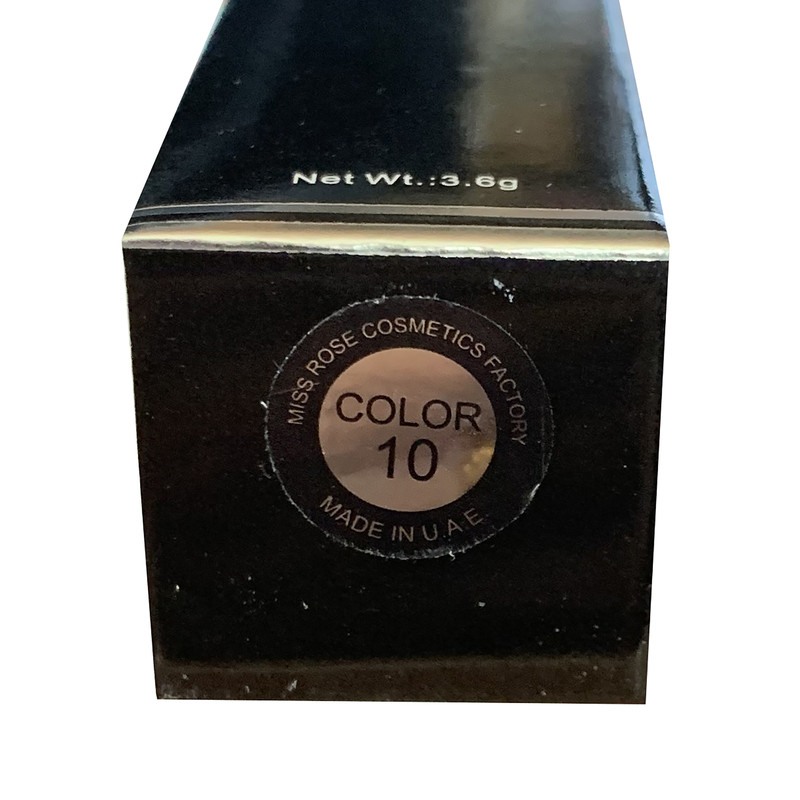 Net Wt.:3.6g
MISS ROSE COSMETICS FACTORY
COLOR
10
MADE IN U.A.E